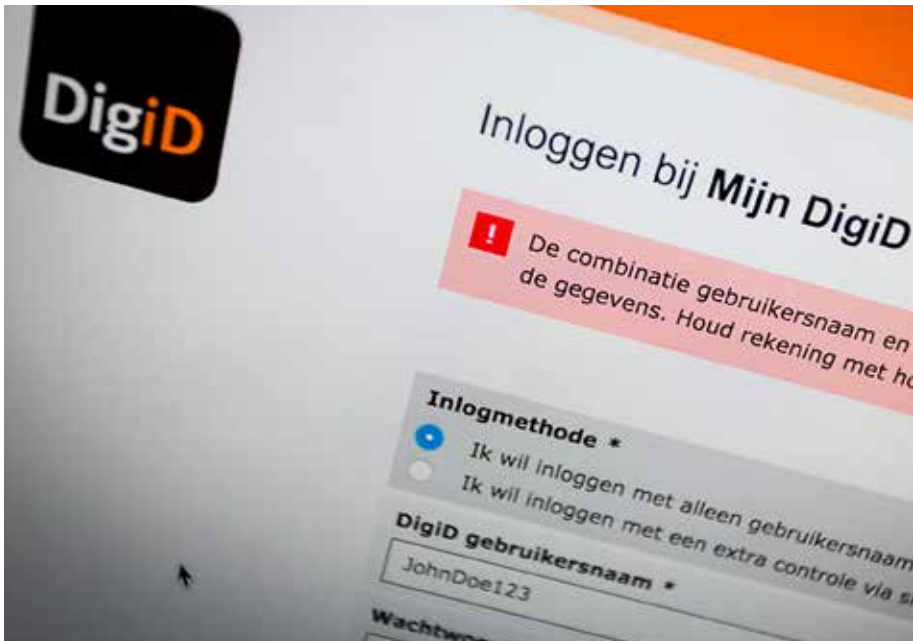 DigiD
Inloggen bij Mijn DigiD
! De combinatie gebruikersnaam en
de gegevens. Houd rekening met
Inlogmethode *
Ik wil inloggen met alleen gebruikersnaam
Ik wil inloggen met een extra controle via
DigiD gebruikersnaam *
JohnDoe123